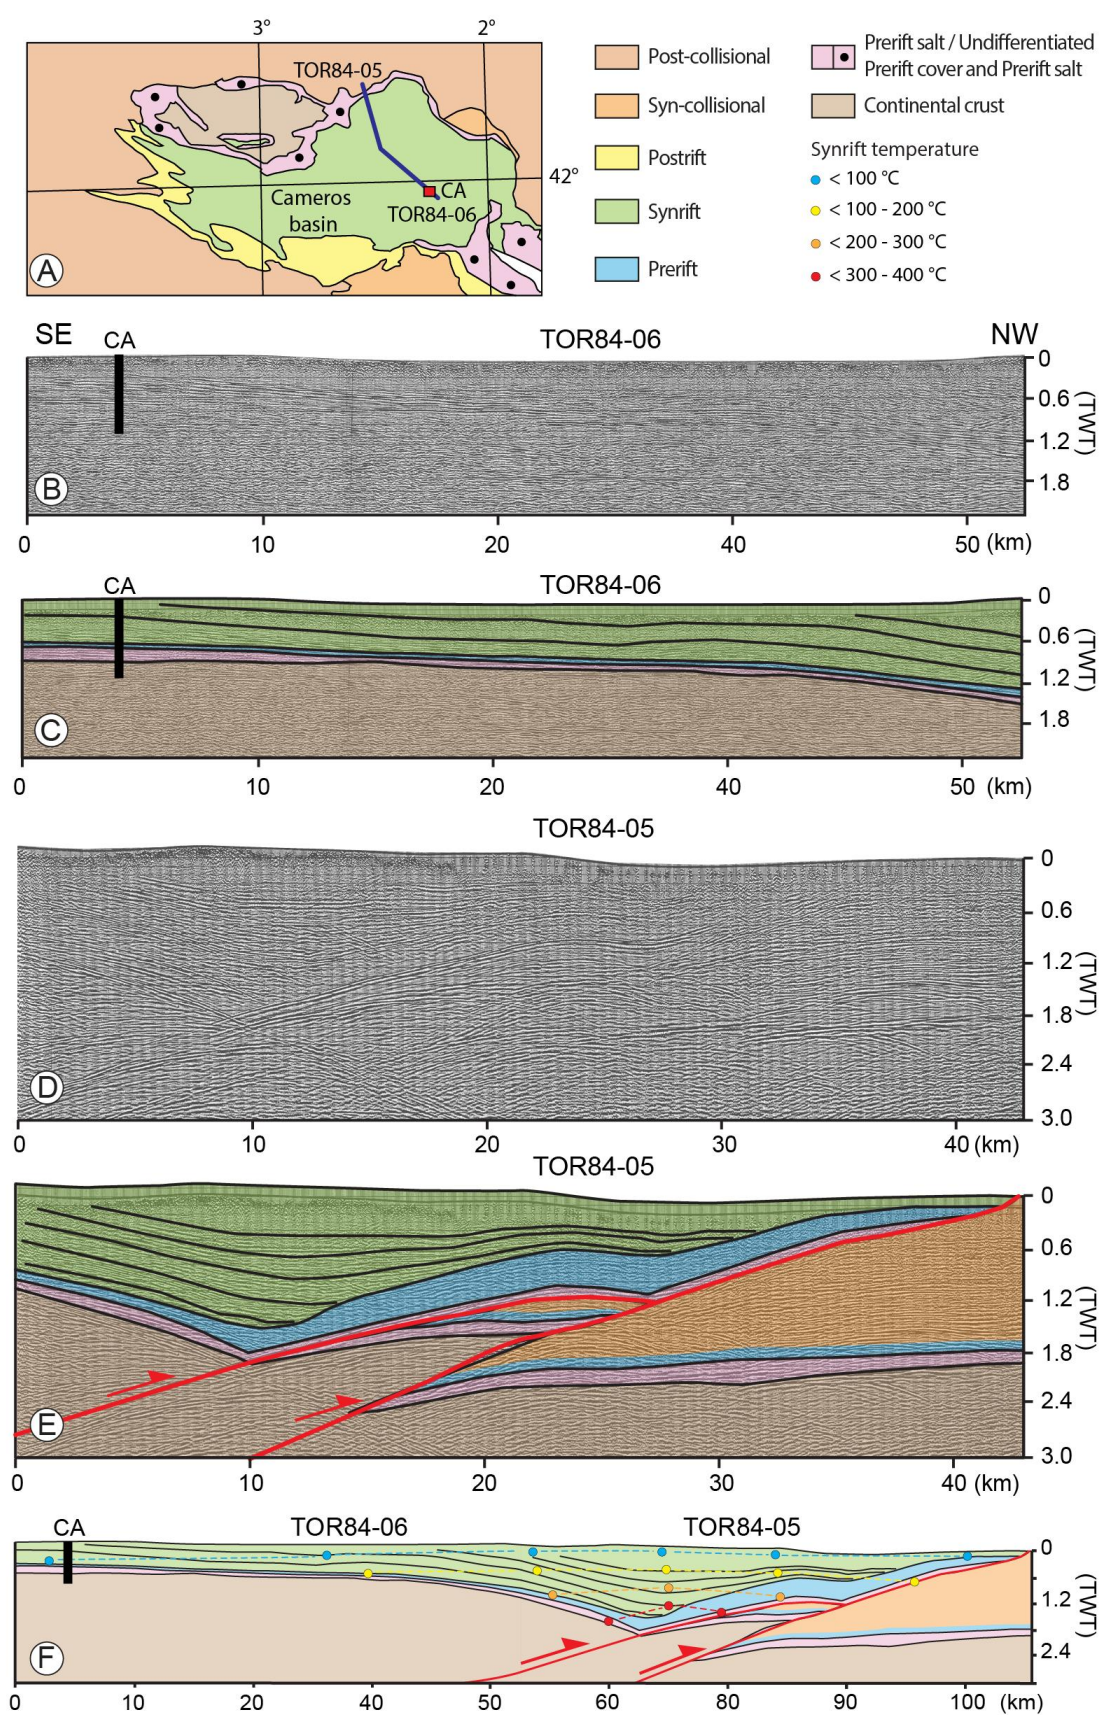 3°
2°
TOR84-05
42°
CA
TOR84-06
Cameros
basin
A
Post-collisional
Syn-collisional
Postrift
Synrift
Prerift
Prerift salt / Undifferentiated
Prerift cover and Prerift salt
Continental crust
Synrift temperature
< 100 °C
< 100 - 200 °C
< 200 - 300 °C
< 300 - 400 °C
SE
CA
TOR84-06
NW
0
0.6
1.2
1.8
(TWT)
B
0 10 20 40 50 (km)
CA
TOR84-06
0
0.6
1.2
1.8
(TWT)
C
0 10 20 40 50 (km)
TOR84-05
0
0.6
1.2
1.8
2.4
3.0
(TWT)
D
0 10 20 30 40 (km)
TOR84-05
0
0.6
1.2
1.8
2.4
3.0
(TWT)
E
0 10 20 30 40 (km)
CA
TOR84-06
TOR84-05
0
1.2
2.4
(TWT)
F
0 10 20 40 50 60 80 90 100 (km)